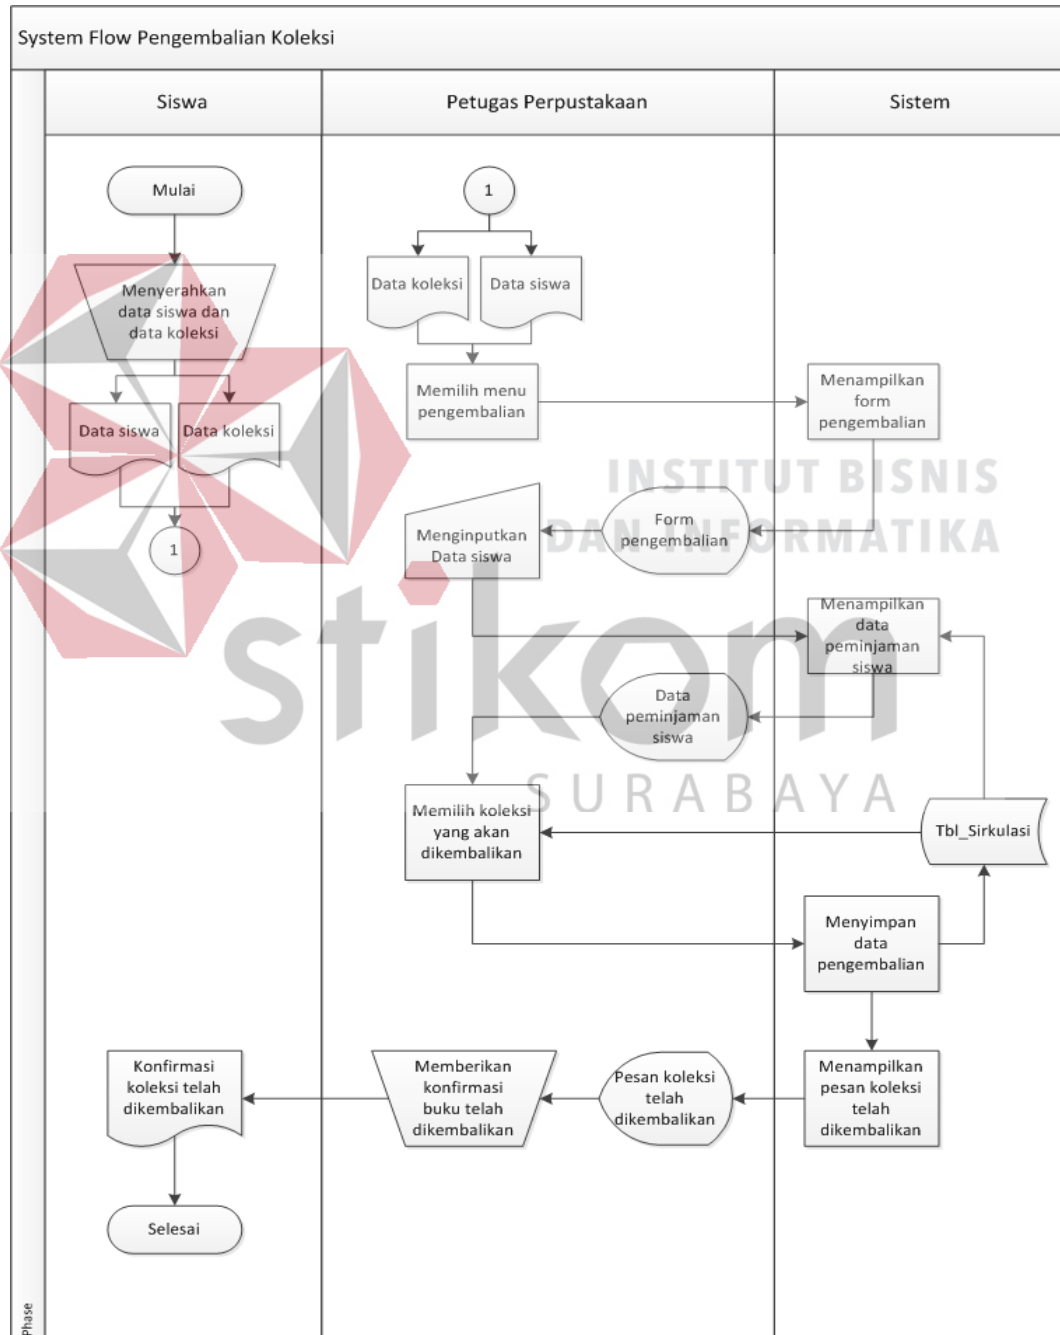 System Flow Pengembalian Koleksi
Siswa
Petugas Perpustakaan
Sistem
Mulai
Menyerahkan
data siswa dan
data koleksi
Data siswa
Data koleksi
1
1
Data koleksi
Data siswa
Memilih menu
pengembalian
Menampilkan
form
pengembalian
Form
pengembalian
Menginputkan
Data siswa
Menampilkan
data
peminjaman
siswa
Data
peminjaman
siswa
Memilih koleksi
yang akan
dikembalikan
Tbl_Sirkulasi
Menyimpan
data
pengembalian
Menampilkan
pesan koleksi
telah
dikembalikan
Pesan koleksi
telah
dikembalikan
Memberikan
konfirmasi
buku telah
dikembalikan
Konfirmasi
koleksi telah
dikembalikan
Selesai
Phase
INSTITUT BISNIS
DAN INFORMATIKA
stikom
SURABAYA